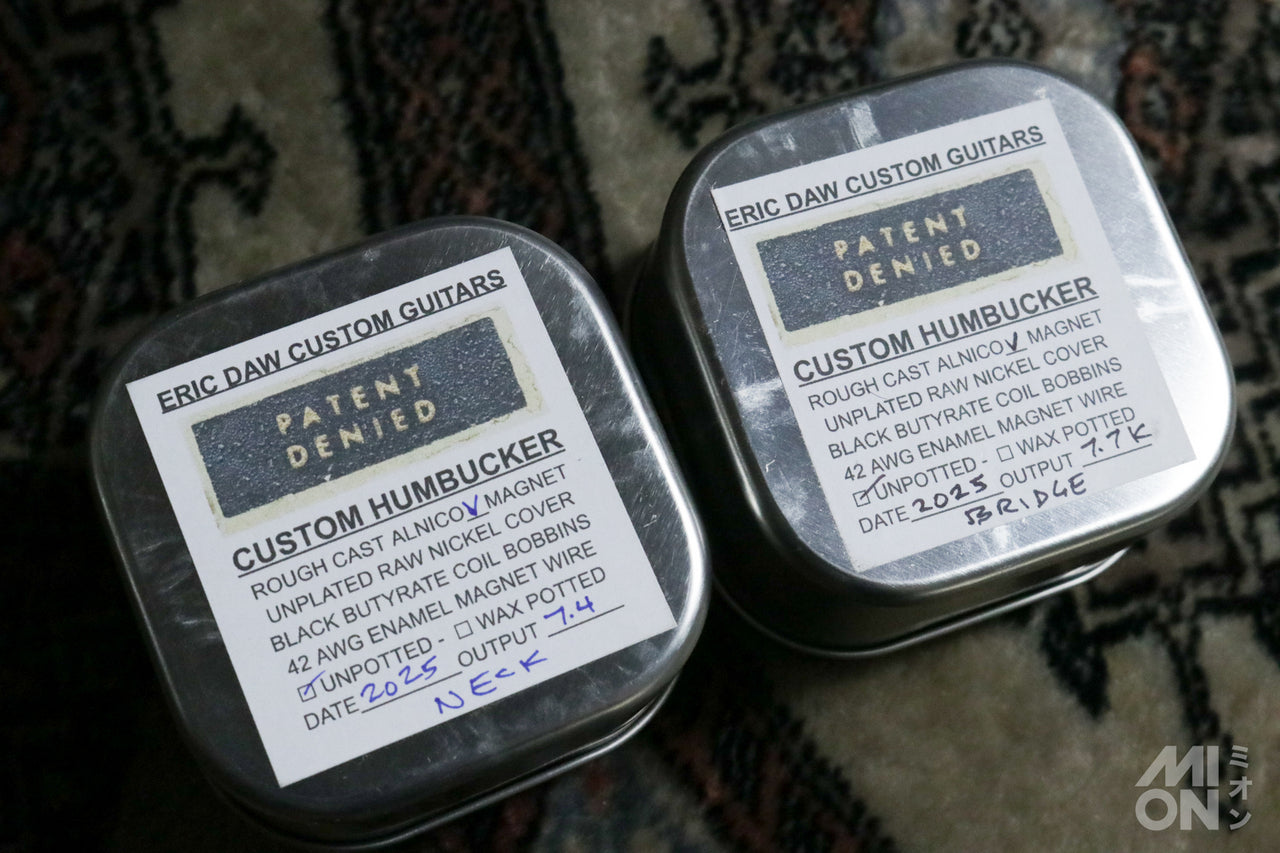 ERIC DAW CUSTOM GUITARS
PATENT
DENIED
CUSTOM HUMBUCKER
ROUGH CAST ALNICO V MAGNET
UNPLATED RAW NICKEL COVER
BLACK BUTYRATE COIL BOBBINS
42 AWG ENAMEL MAGNET WIRE
☑ UNPOTTED - ☐ WAX POTTED
DATE 2025 OUTPUT 7.4
NECK
ERIC DAW CUSTOM GUITARS
PATENT
DENIED
CUSTOM HUMBUCKER
ROUGH CAST ALNICO V MAGNET
UNPLATED RAW NICKEL COVER
BLACK BUTYRATE COIL BOBBINS
42 AWG ENAMEL MAGNET WIRE
☑ UNPOTTED - ☐ WAX POTTED
DATE 2025 OUTPUT 7.7K
BRIDGE
MI
ON
ミオン